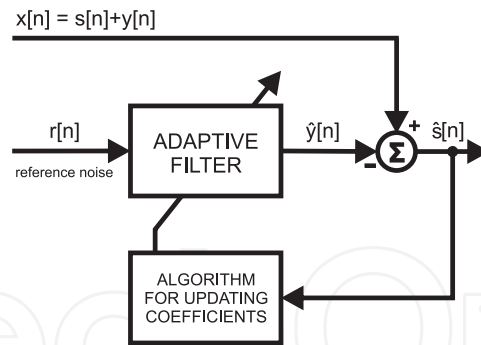 x[n] = s[n]+y[n]
r[n]
reference noise
ADAPTIVE
FILTER
ŷ[n]
+
-
Σ
ŝ[n]
ALGORITHM
FOR UPDATING
COEFFICIENTS